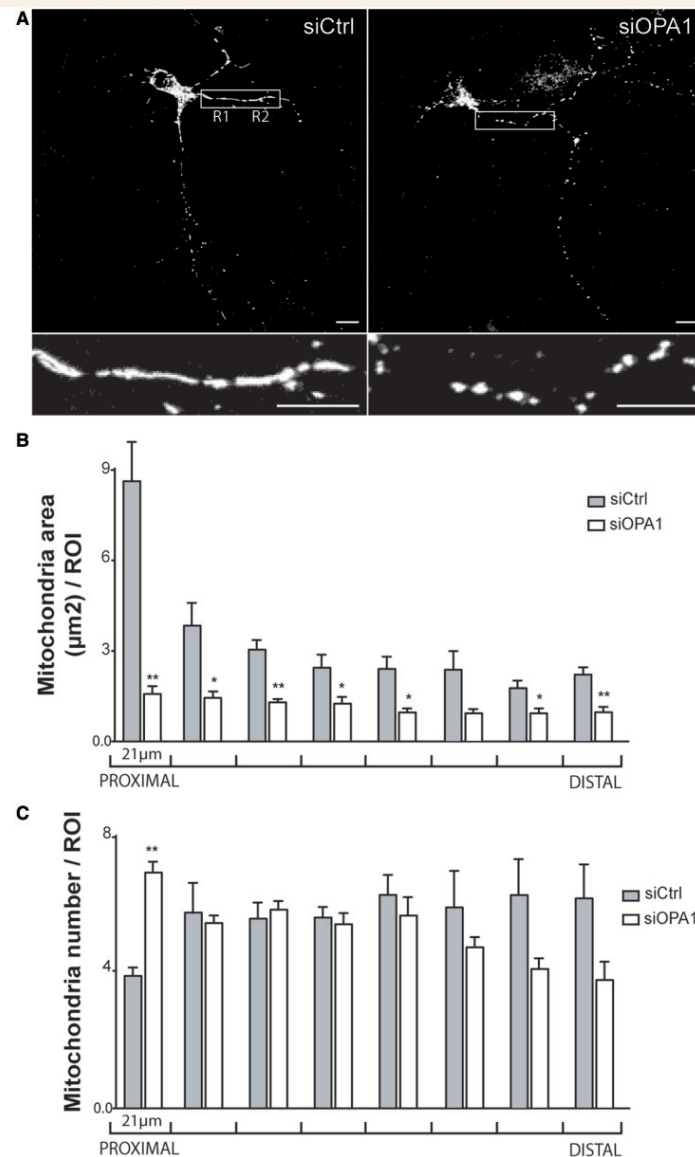 A
siCtrl
siOPA1
R1 R2
B
Mitochondria area
(µm2) / ROI
9
6
3
0.0
siCtrl
siOPA1
** * ** * * * **
21µm
PROXIMAL DISTAL
C
Mitochondria number / ROI
8
4
0.0
**
siCtrl
siOPA1
21µm
PROXIMAL DISTAL